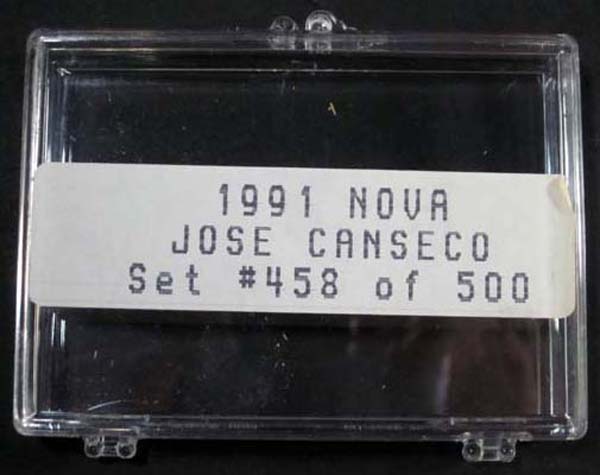 1991 NOVA
JOSE CANSECO
Set #458 of 500